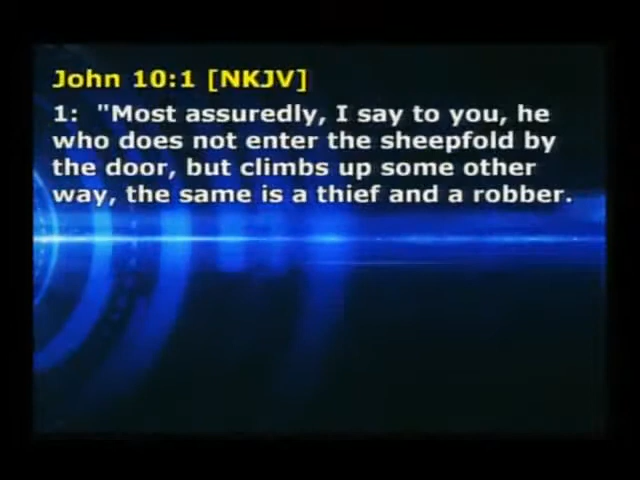 John 10:1 [NKJV]
1: "Most assuredly, I say to you, he
who does not enter the sheepfold by
the door, but climbs up some other
way, the same is a thief and a robber.